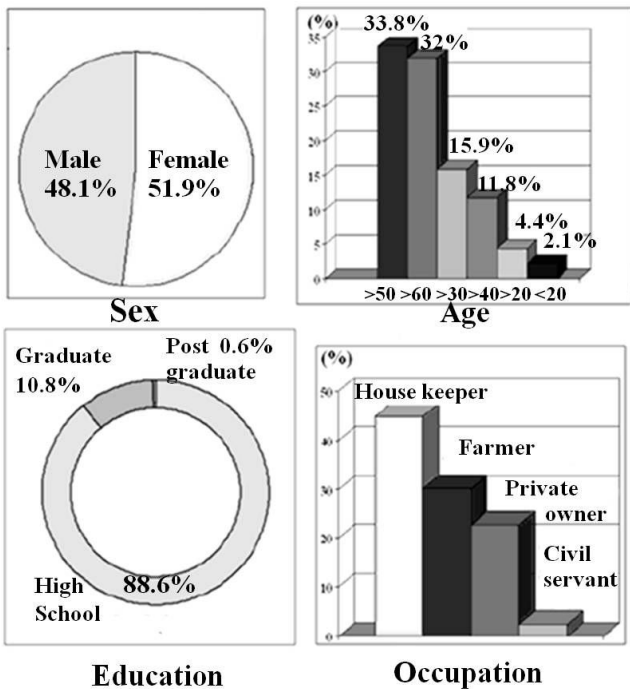 Male
48.1%
Female
51.9%
Sex
(%)
35
30
25
20
15
10
5
0
33.8%
32%
15.9%
11.8%
4.4%
2.1%
>50 >60 >30 >40 >20 <20
Age
Graduate
10.8%
Post 0.6%
graduate
High
School
88.6%
Education
(%)
50
40
30
20
10
0
House keeper
Farmer
Private
owner
Civil
servant
Occupation